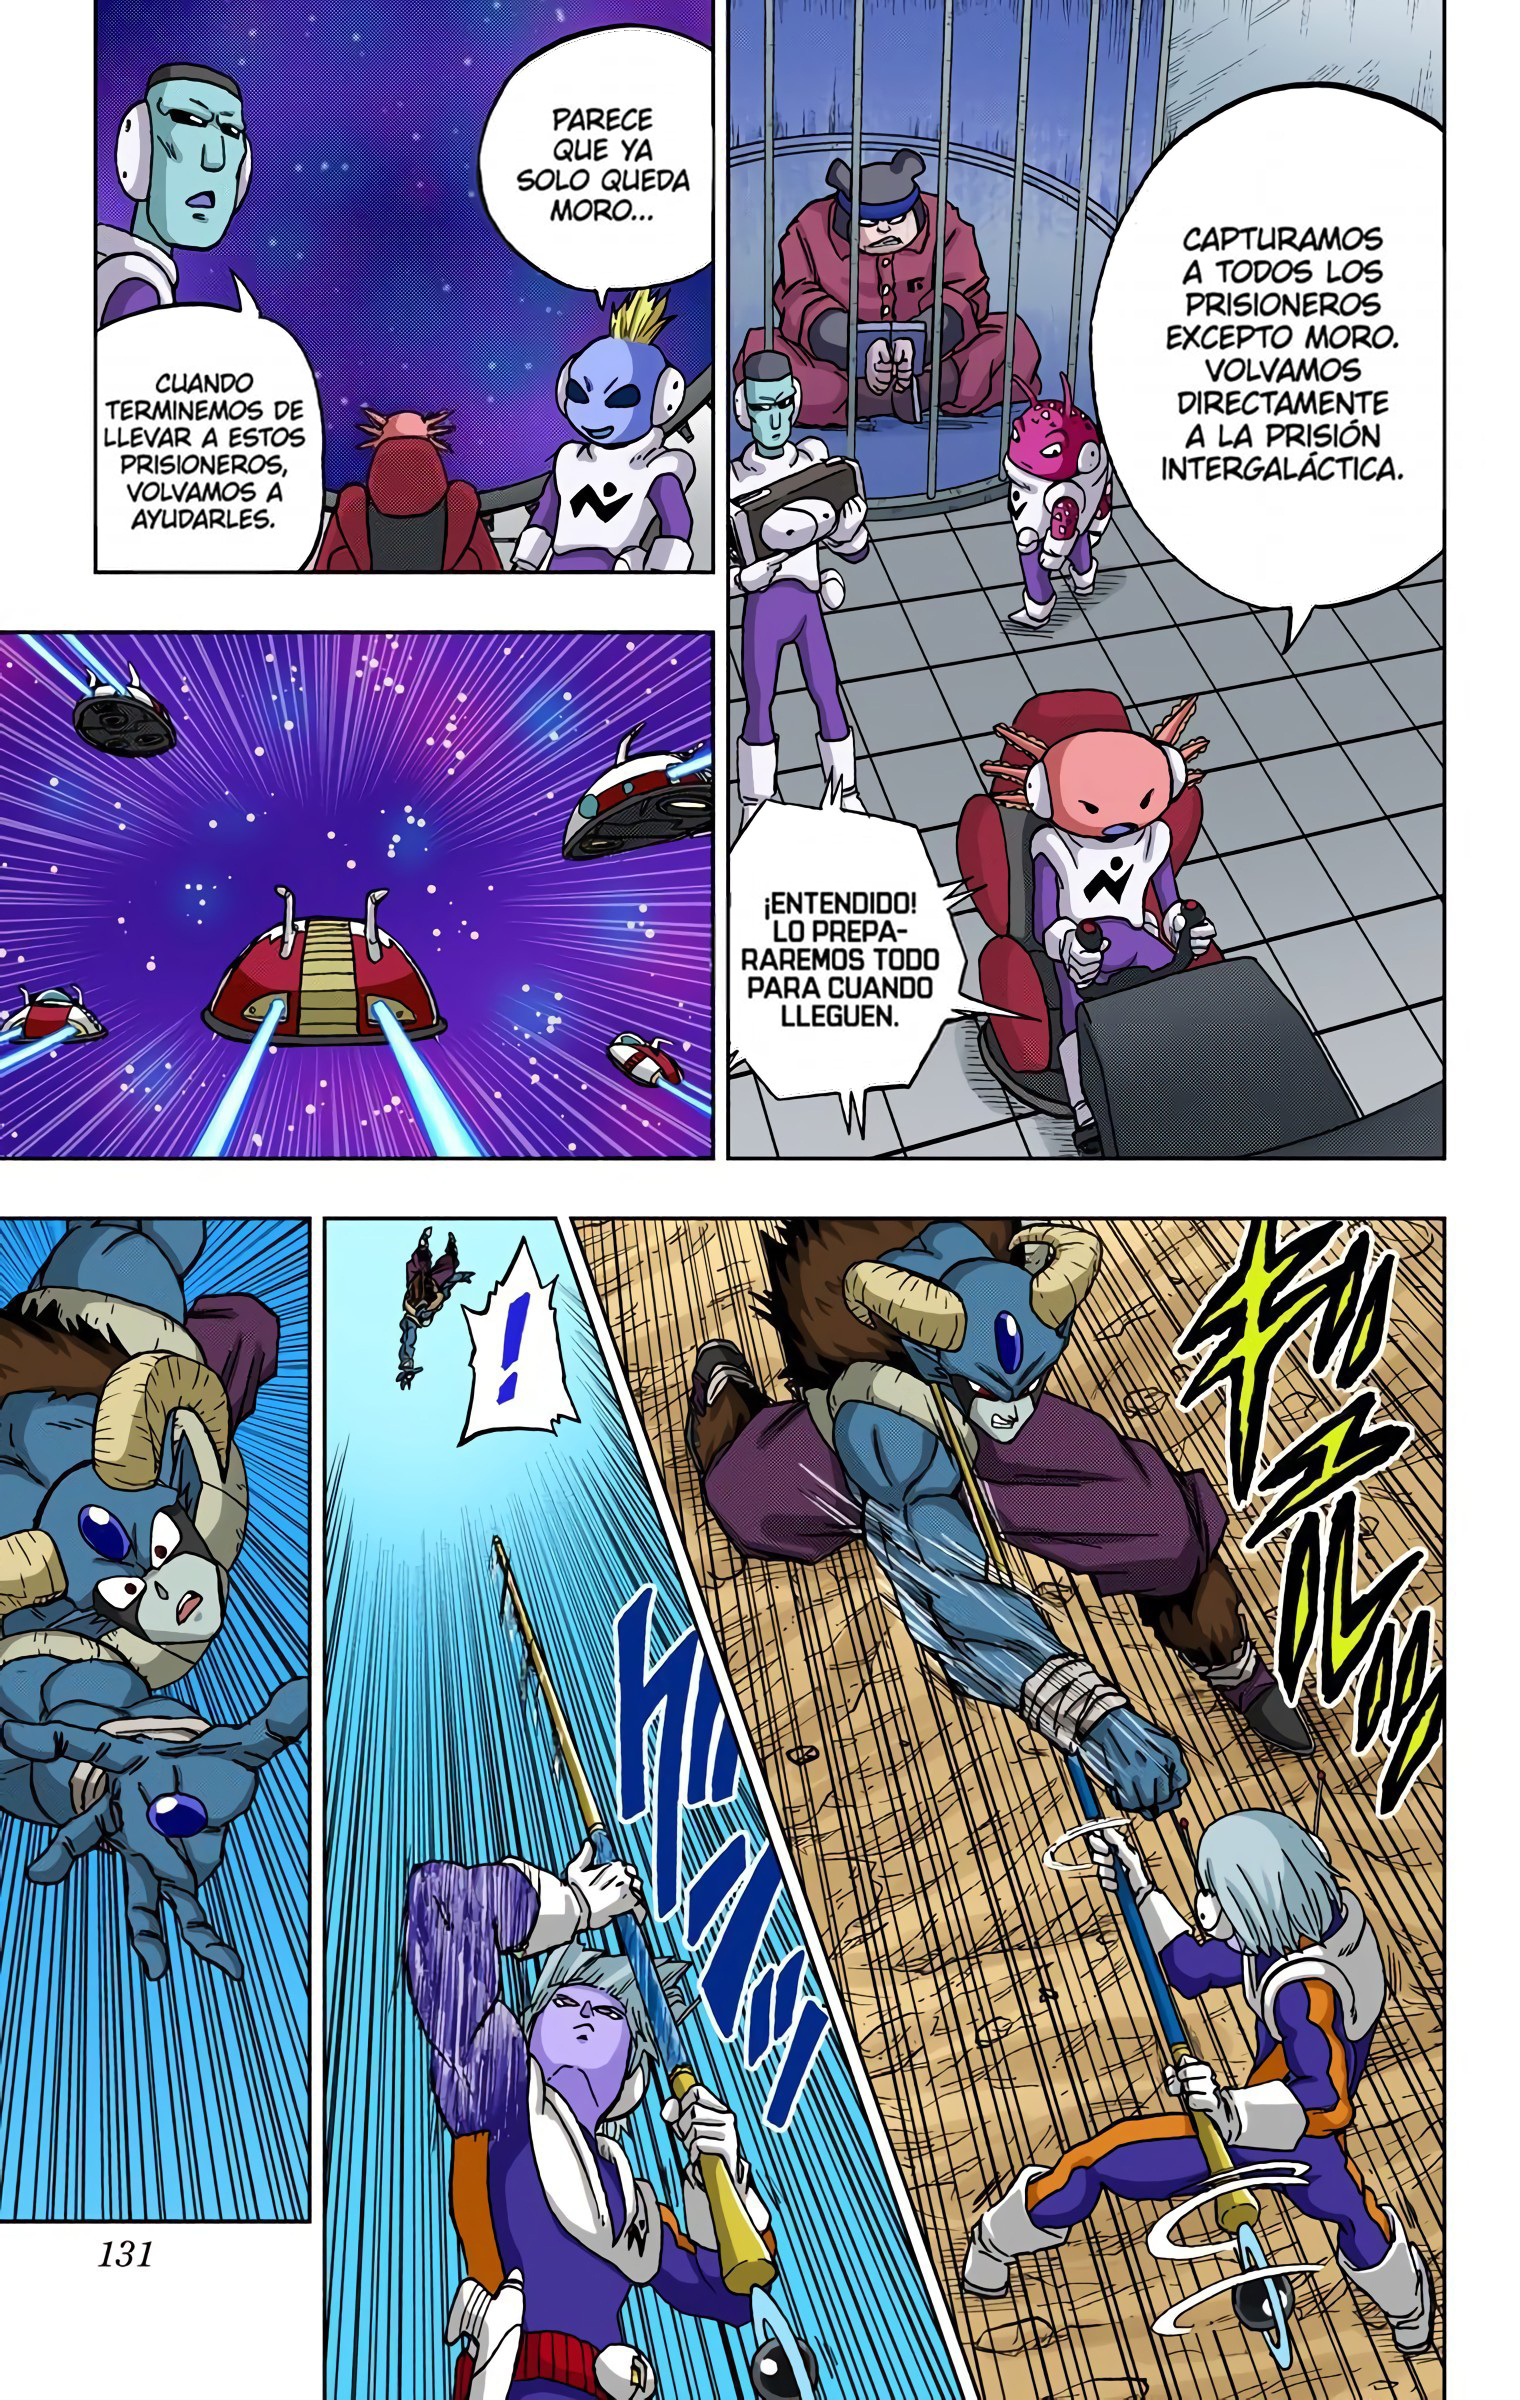 CAPTURAMOS
A TODOS LOS
PRISIONEROS
EXCEPTO MORO.
VOLVAMOS
DIRECTAMENTE
A LA PRISIÓN
INTERGALÁCTICA.
¡ENTENDIDO!
LO PREPA-
RAREMOS TODO
PARA CUANDO
LLEGUEN.
PARECE
QUE YA
SOLO QUEDA
MORO...
CUANDO
TERMINEMOS DE
LLEVAR A ESTOS
PRISIONEROS,
VOLVAMOS A
AYUDARLES.
!
131